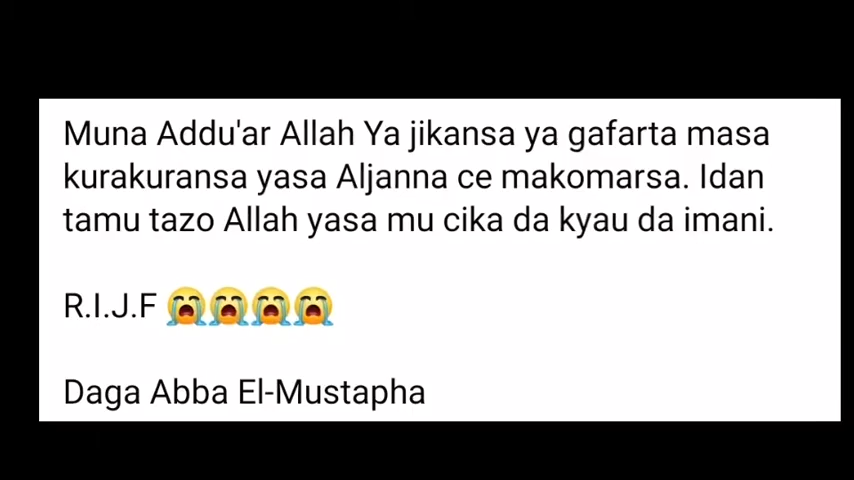 Muna Addu'ar Allah Ya jikansa ya gafarta masa
kurakuransa yasa Aljanna ce makomarsa. Idan
tamu tazo Allah yasa mu cika da kyau da imani.
R.I.J.F 😭😭😭😭
Daga Abba El-Mustapha